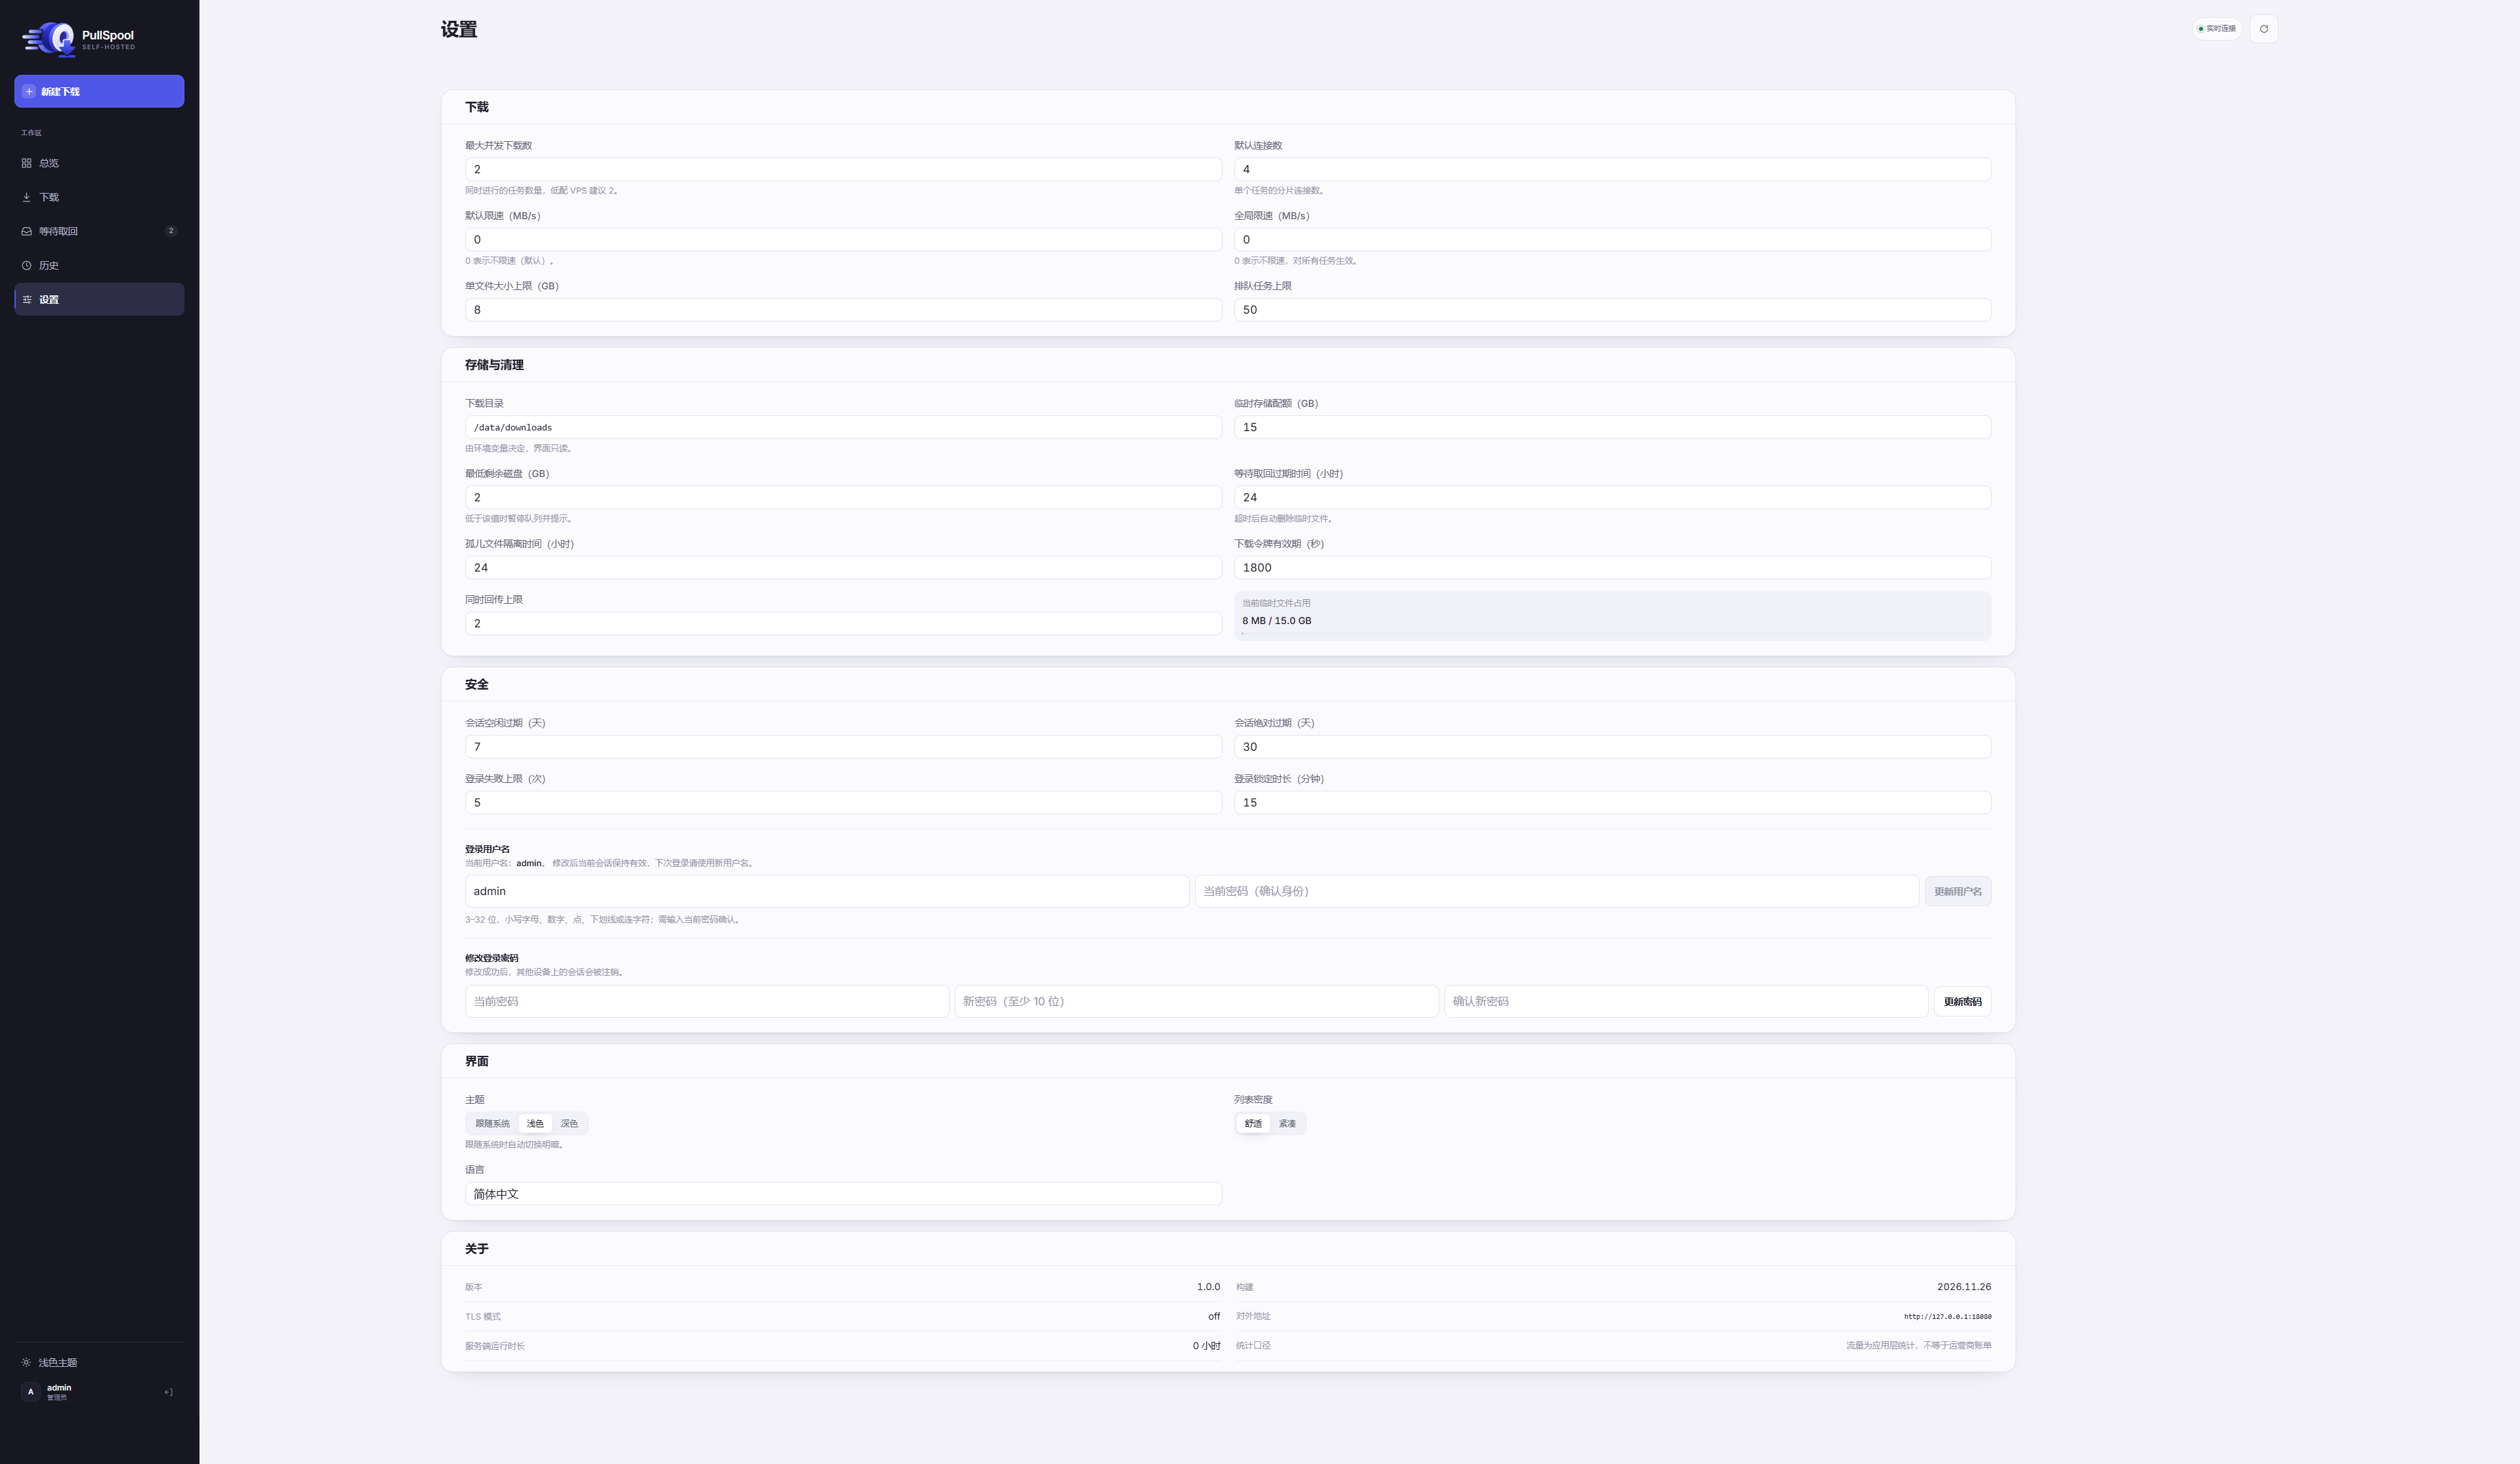 PullSpool
SELF-HOSTED
新建下载
工作区
总览
下载
等待取回 2
历史
设置
浅色主题
A admin
管理员
设置
实时连接
下载
最大并发下载数
2
同时进行的任务数量，低配 VPS 建议 2。
默认连接数
4
单个任务的分片连接数。
默认限速（MB/s）
0
0 表示不限速（默认）。
全局限速（MB/s）
0
0 表示不限速，对所有任务生效。
单文件大小上限（GB）
8
排队任务上限
50
存储与清理
下载目录
/data/downloads
由环境变量决定，界面只读。
临时存储配额（GB）
15
最低剩余磁盘（GB）
2
低于该值时暂停队列并提示。
等待取回过期时间（小时）
24
超时后自动删除临时文件。
孤儿文件隔离时间（小时）
24
下载令牌有效期（秒）
1800
同时回传上限
2
当前临时文件占用
8 MB / 15.0 GB
安全
会话空闲过期（天）
7
会话绝对过期（天）
30
登录失败上限（次）
5
登录锁定时长（分钟）
15
登录用户名
当前用户名：admin。 修改后当前会话保持有效，下次登录请使用新用户名。
admin
当前密码（确认身份）
更新用户名
3–32 位，小写字母、数字、点、下划线或连字符；需输入当前密码确认。
修改登录密码
修改成功后，其他设备上的会话会被注销。
当前密码
新密码（至少 10 位）
确认新密码
更新密码
界面
主题
跟随系统 浅色 深色
跟随系统时自动切换明暗。
列表密度
舒适 紧凑
语言
简体中文
关于
版本 1.0.0
构建 2026.11.26
TLS 模式 off
对外地址 http://127.0.0.1:18080
服务端运行时长 0 小时
统计口径 流量为应用层统计，不等于运营商账单